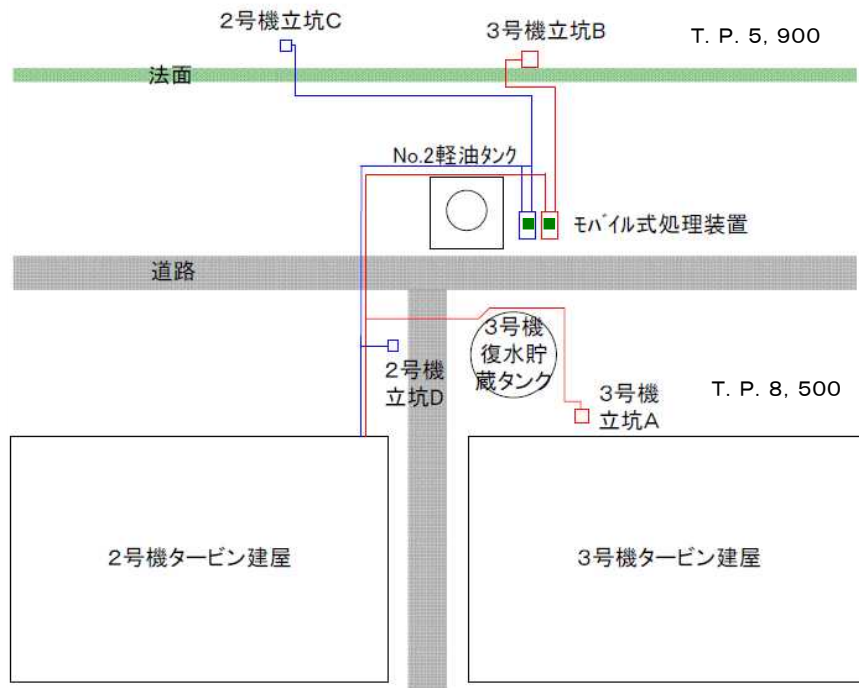 2号機立坑C
3号機立坑B
T. P. 5, 900
法面
No.2軽油タンク
モバイル式処理装置
道路
3号機
復水貯
蔵タンク
2号機
立坑D
T. P. 8, 500
3号機
立坑A
2号機タービン建屋
3号機タービン建屋